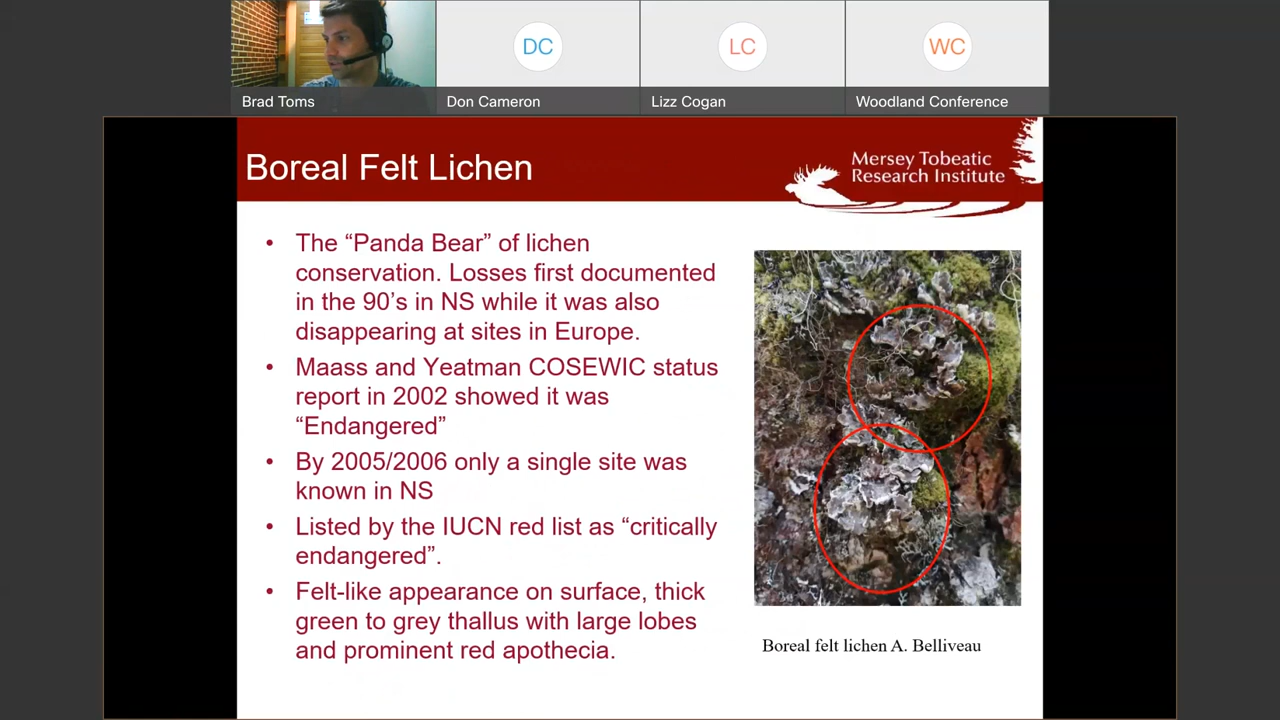 DC
LC
WC
Brad Toms
Don Cameron
Lizz Cogan
Woodland Conference
Boreal Felt Lichen
Mersey Tobeatic
Research Institute
• The “Panda Bear” of lichen
conservation. Losses first documented
in the 90’s in NS while it was also
disappearing at sites in Europe.
• Maass and Yeatman COSEWIC status
report in 2002 showed it was
“Endangered”
• By 2005/2006 only a single site was
known in NS
• Listed by the IUCN red list as “critically
endangered”.
• Felt-like appearance on surface, thick
green to grey thallus with large lobes
and prominent red apothecia.
Boreal felt lichen A. Belliveau